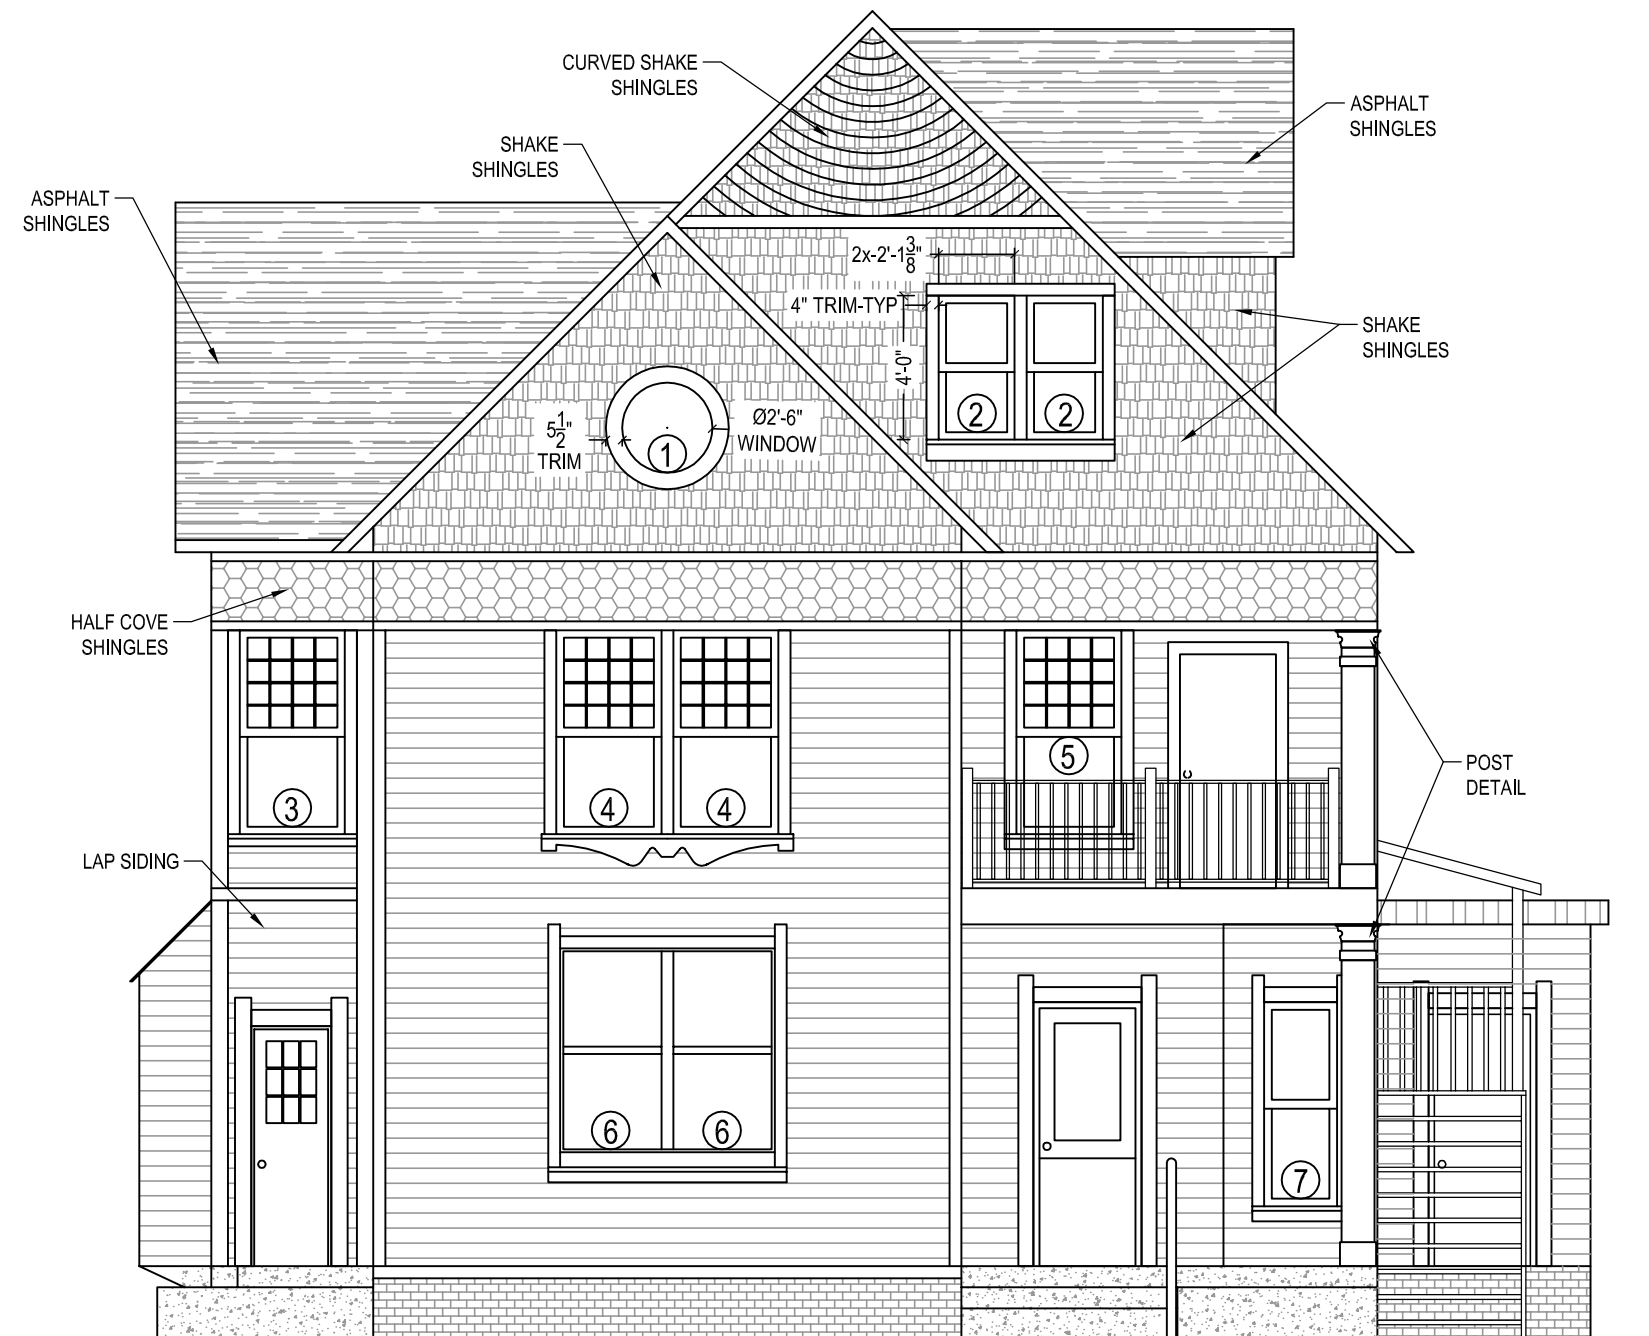 CURVED SHAKE
SHINGLES
ASPHALT
SHINGLES
SHAKE
SHINGLES
ASPHALT
SHINGLES
2x-2'-1 3/8"
4" TRIM-TYP
SHAKE
SHINGLES
4'-0"
5 1/2"
TRIM
Ø2'-6"
WINDOW
1
2
2
HALF COVE
SHINGLES
3
4
4
5
POST
DETAIL
LAP SIDING
6
6
7